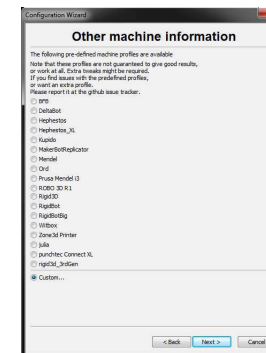 Configuration Wizard
Other machine information
The following pre-defined machine profiles are available
Note that these profiles are not guaranteed to give good results,
or work at all. Extra tweaks might be required.
If you find issues with the predefined profiles,
or want an extra profile.
Please report it at the github issue tracker.
BFB
DeltaBot
Hephestos
Hephestos_XL
Kupido
MakerBotReplicator
Mendel
Ord
Prusa Mendel i3
ROBO 3D R1
Rigid3D
RigidBot
RigidBotBig
Witbox
Zone3d Printer
julia
punchtec Connect XL
rigid3d_3rdGen
Custom...
< Back
Next >
Cancel